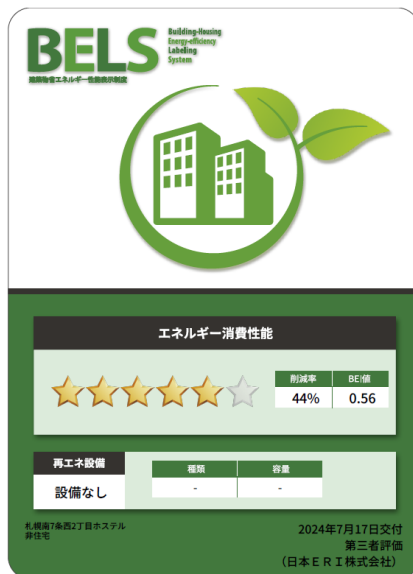 BELS
Building-Housing
Energy-efficiency
Labeling
System
建築物省エネルギー性能表示制度
エネルギー消費性能
削減率 BEI値
44% 0.56
再エネ設備 種類 容量
設備なし - -
札幌南7条西2丁目ホステル
非住宅
2024年7月17日交付
第三者評価
（日本ＥＲＩ株式会社）